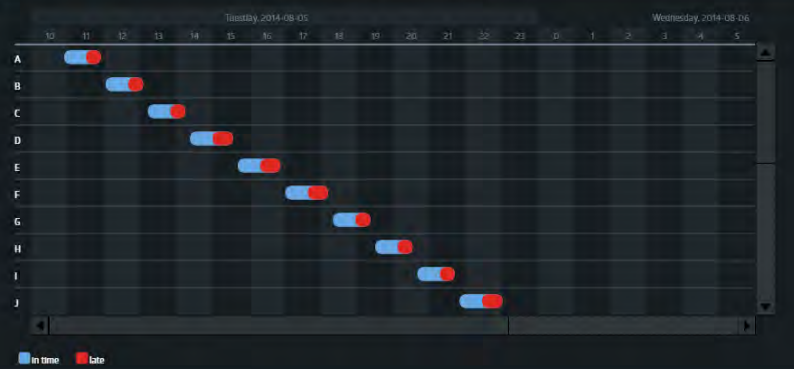 Tuesday, 2014-08-05 Wednesday, 2014-08-06
10 11 12 13 14 15 16 17 18 19 20 21 22 23 0 1 2 3 4 5
A
B
C
D
E
F
G
H
I
J
in time late